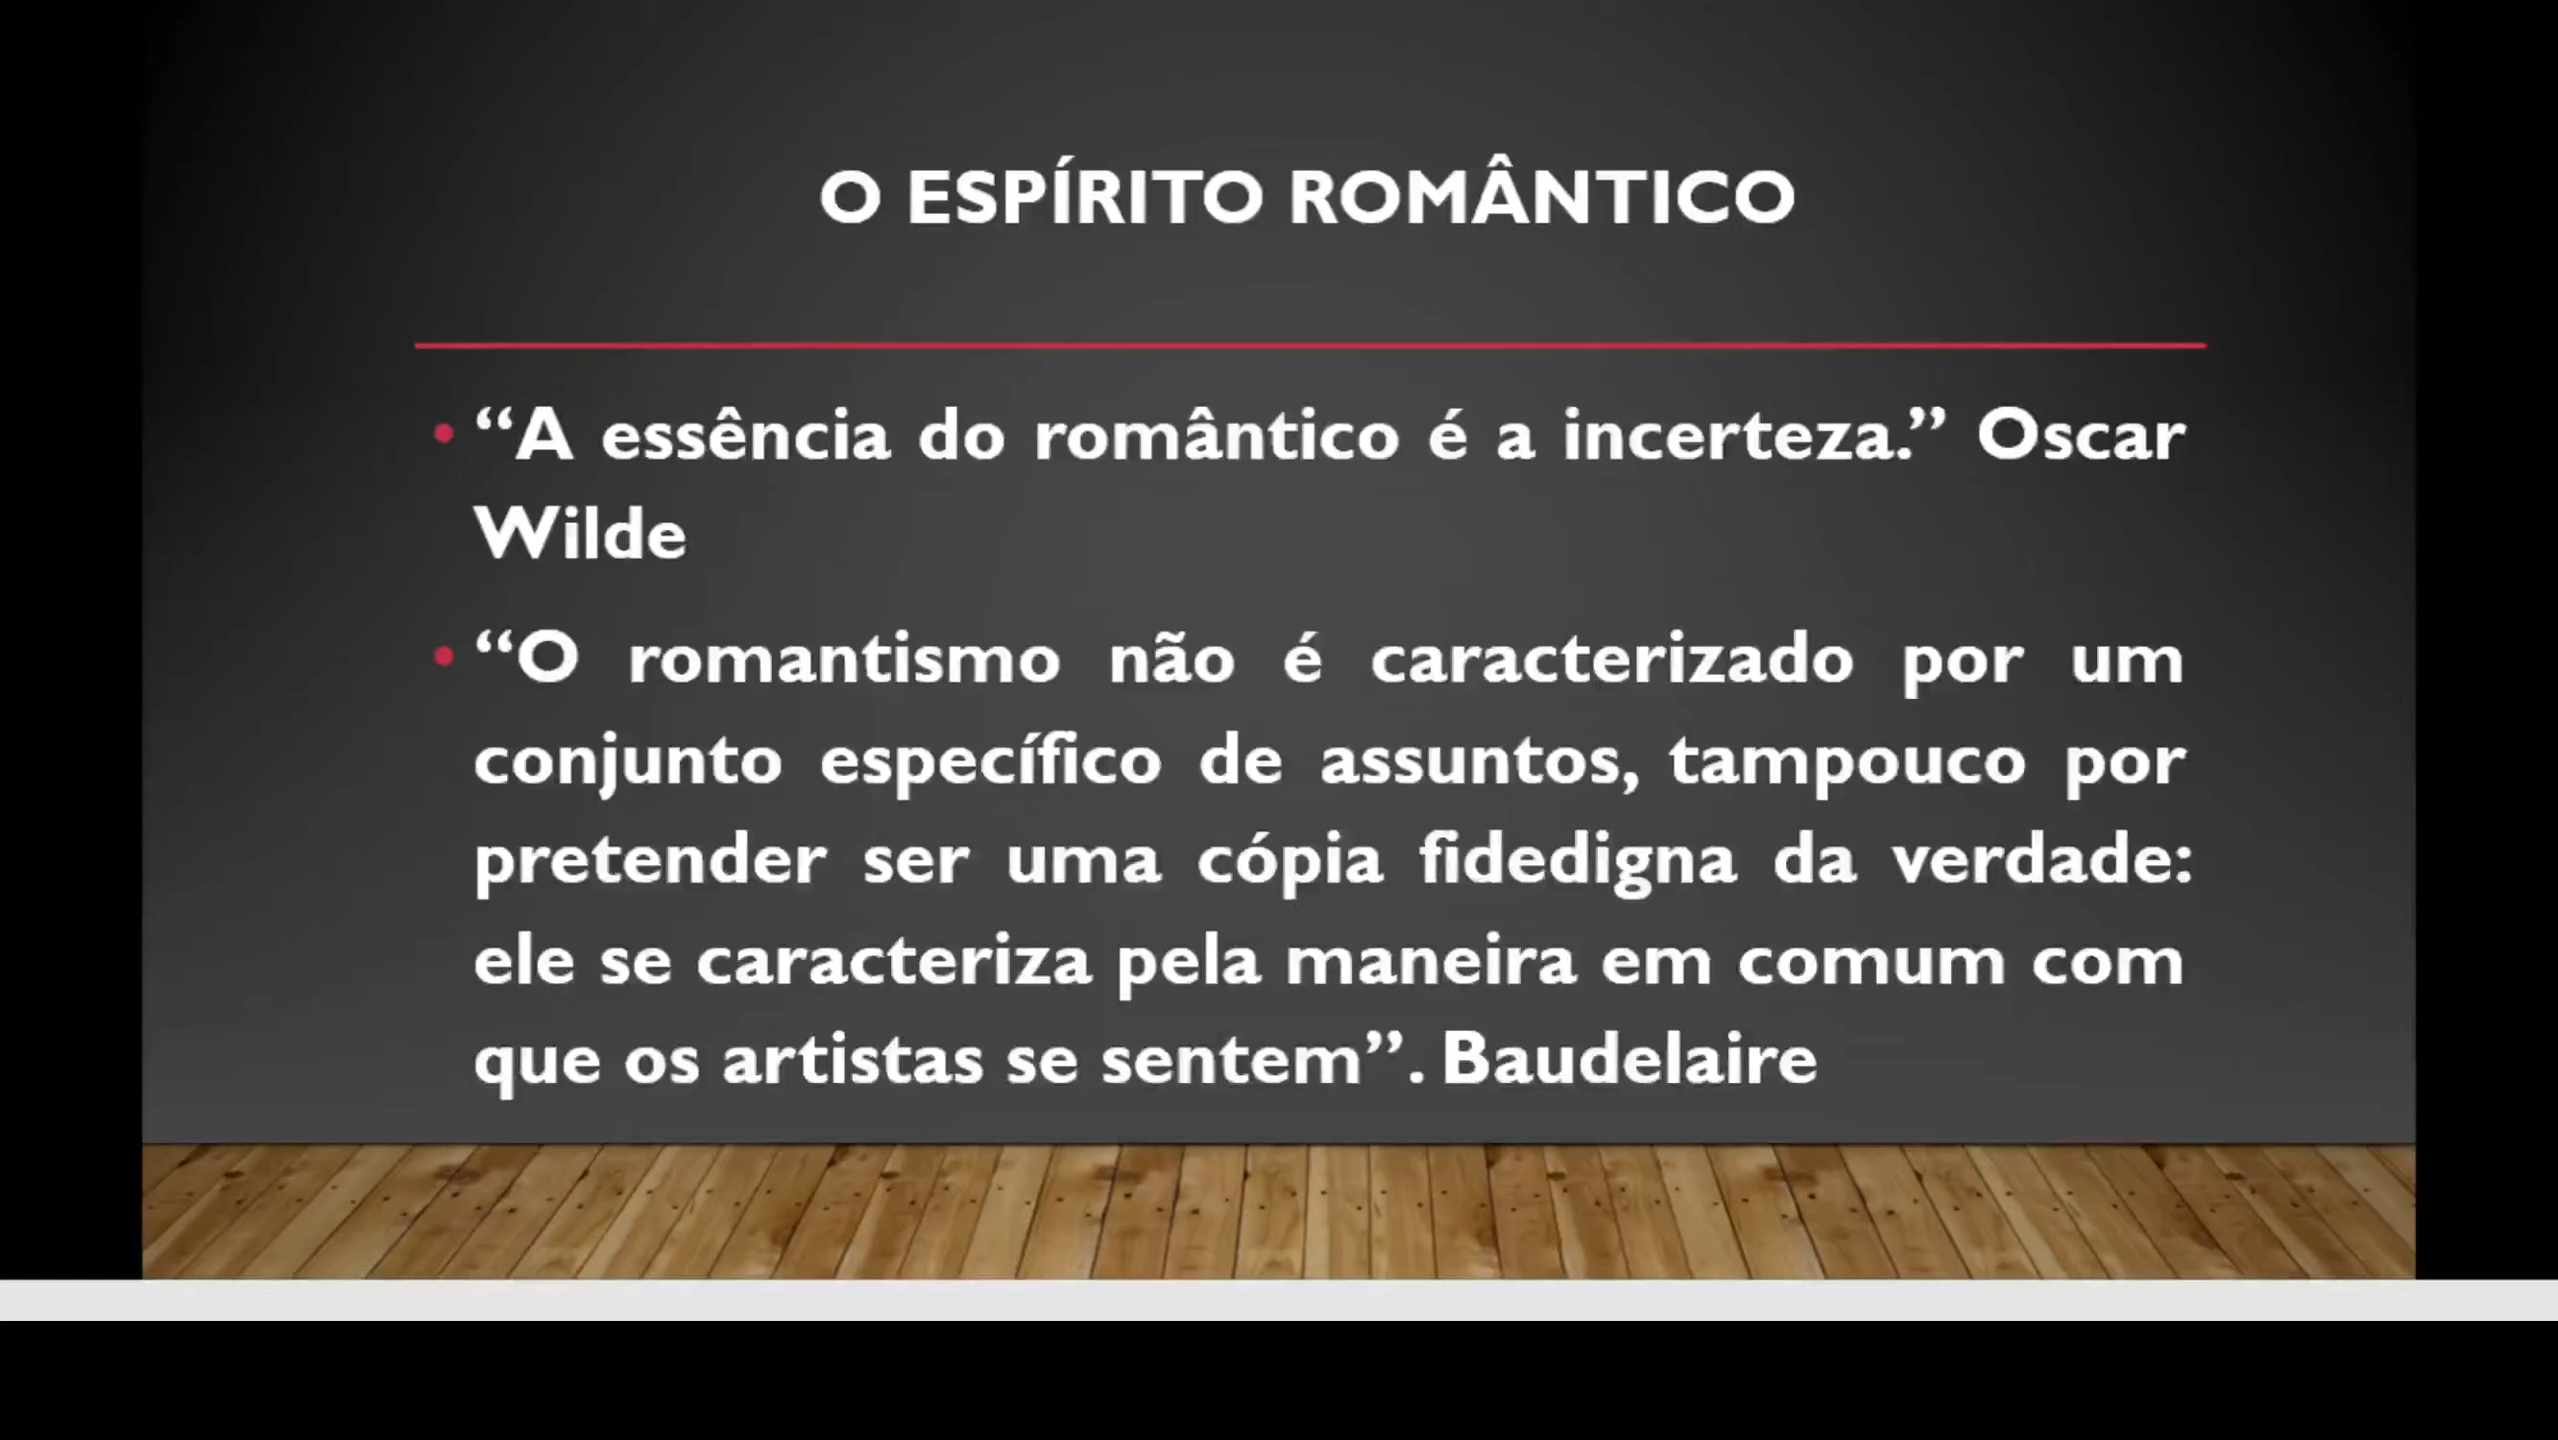 O ESPÍRITO ROMÂNTICO
• “A essência do romântico é a incerteza.” Oscar
Wilde
• “O romantismo não é caracterizado por um
conjunto específico de assuntos, tampouco por
pretender ser uma cópia fidedigna da verdade:
ele se caracteriza pela maneira em comum com
que os artistas se sentem”. Baudelaire